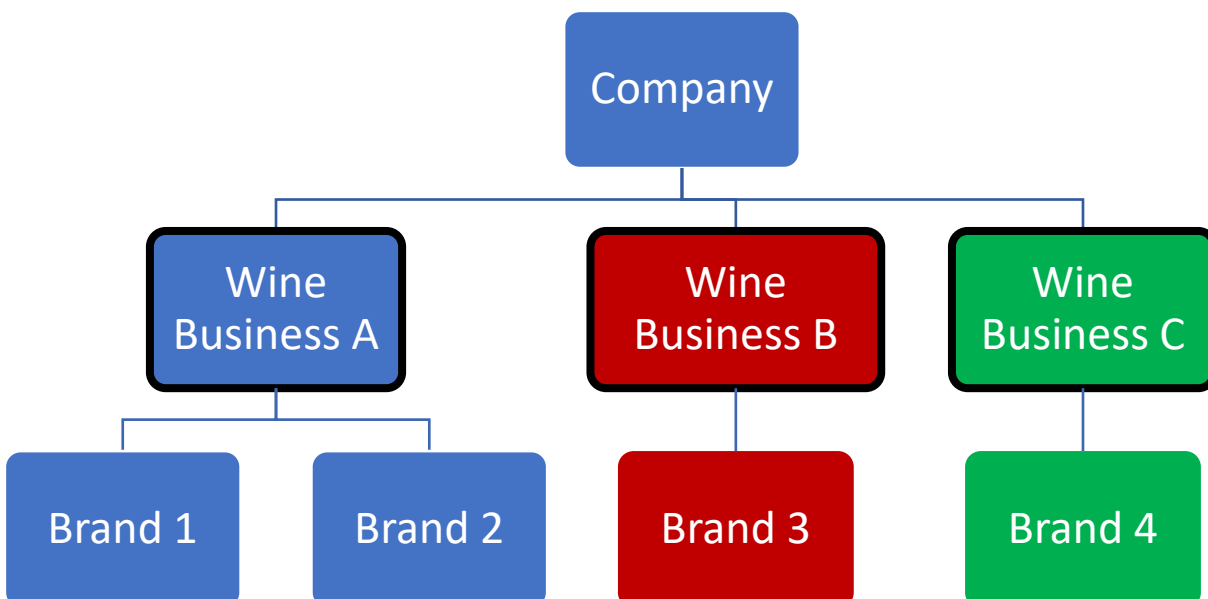 Company
Wine
Business A
Wine
Business B
Wine
Business C
Brand 1
Brand 2
Brand 3
Brand 4